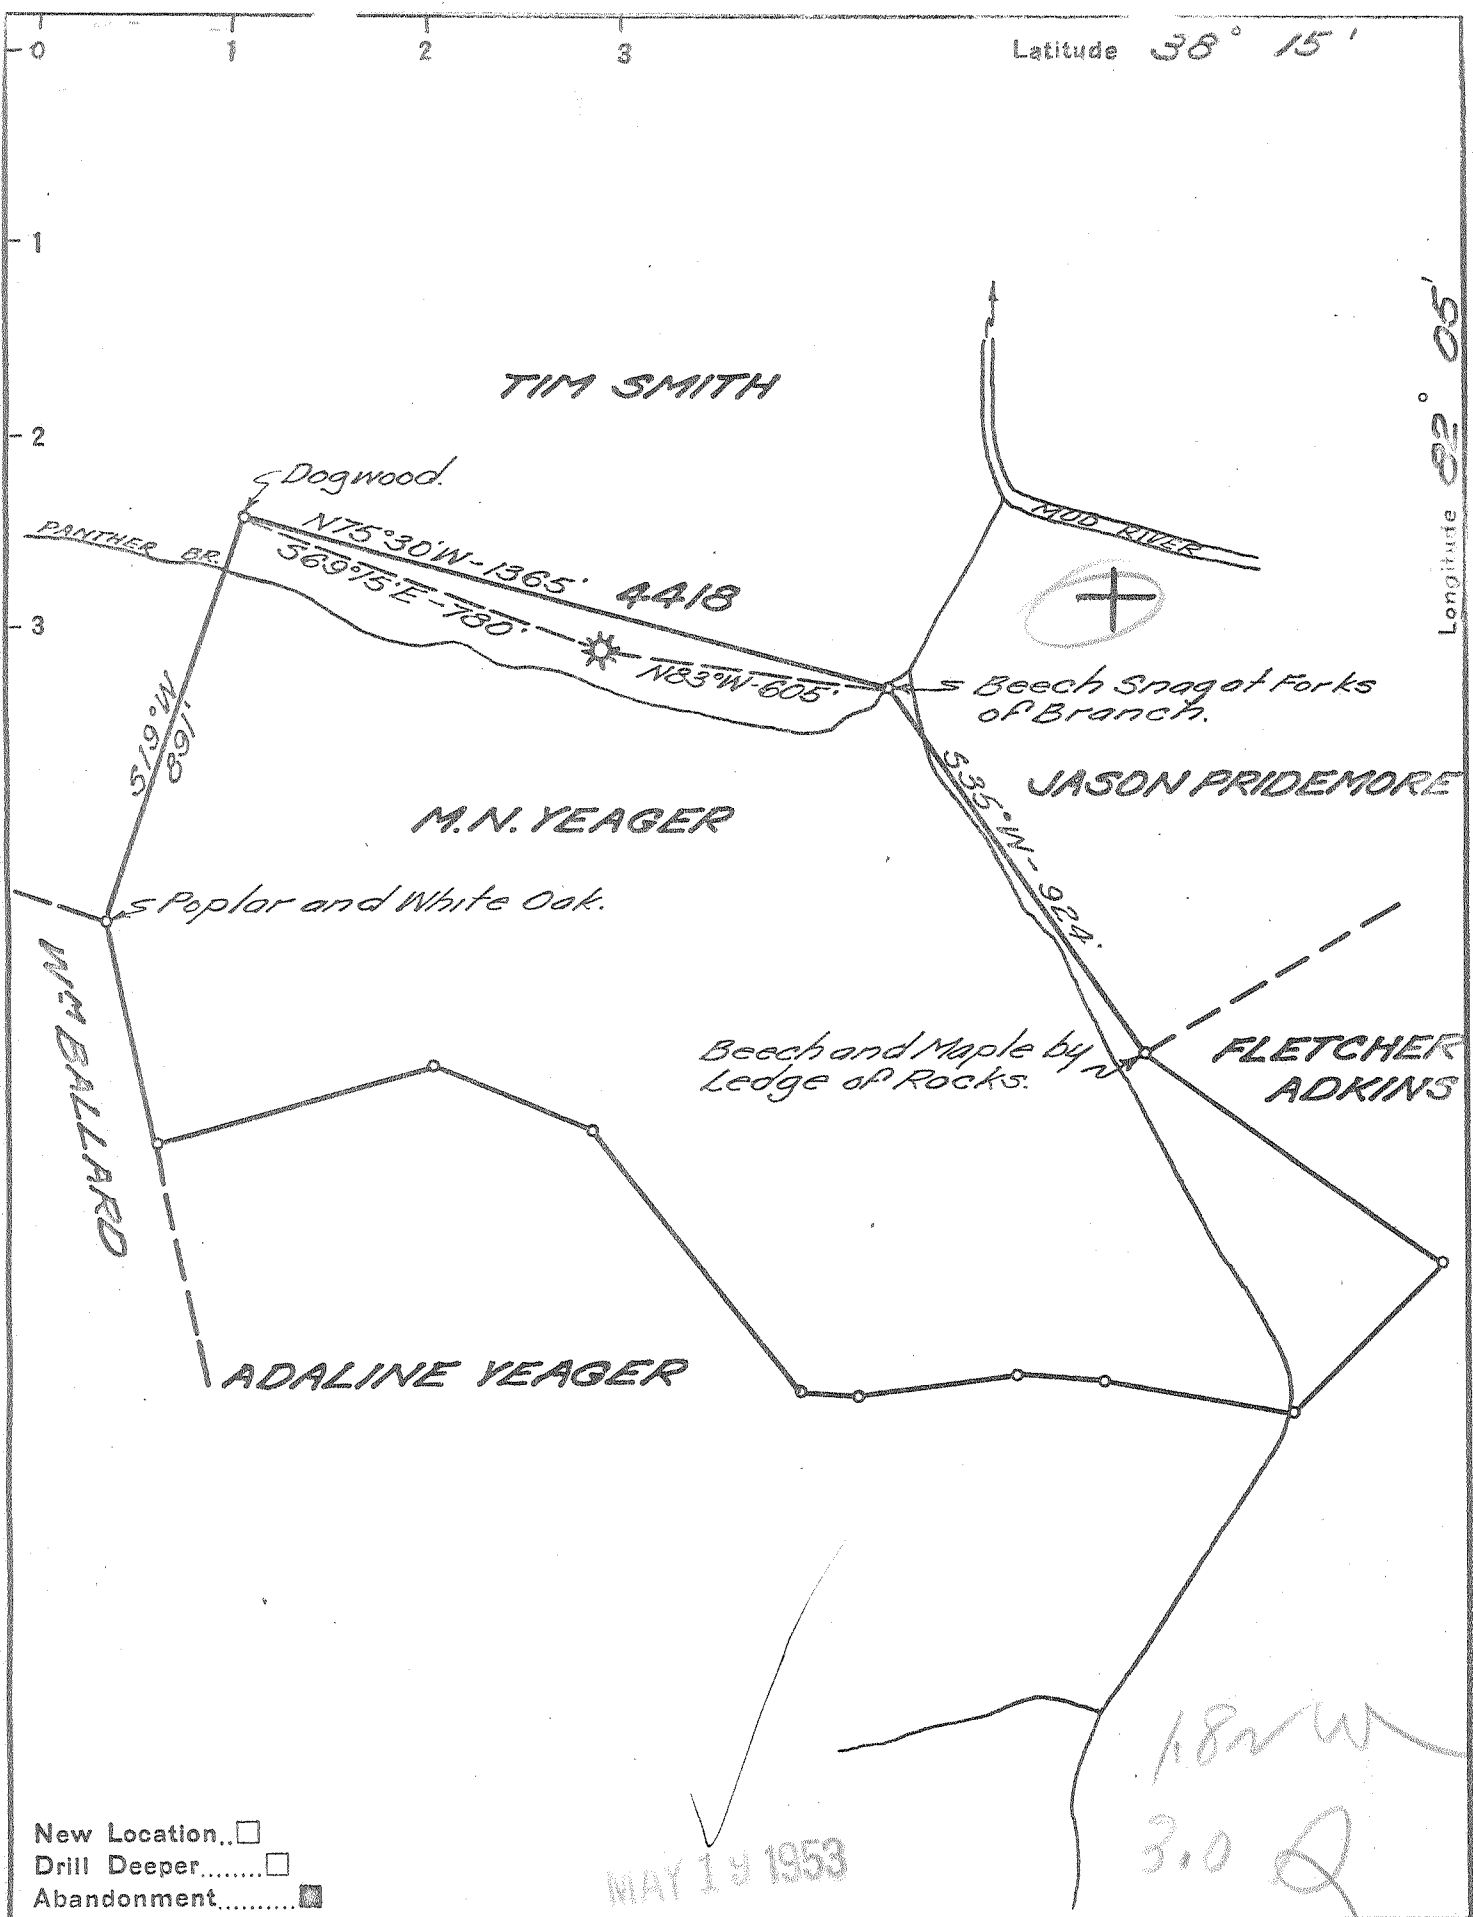 0 1 2 3 Latitude 38° 15'
1
Longitude 82° 05'
TIM SMITH
2
Dogwood.
PANTHER BR.
N75°30'W-1365'
S69°15'E-780'
4418
MUD RIVER
3
N83°W-605'
Beech Snag at Forks
of Branch.
S19°W
891'
S35°W-924'
JASON PRIDEMORE
M.N. YEAGER
Poplar and White Oak.
Wm BALLARD
Beech and Maple by
Ledge of Rocks.
FLETCHER
ADKINS
ADALINE YEAGER
New Location..
Drill Deeper........
Abandonment..........
MAY 1 1953
3.0